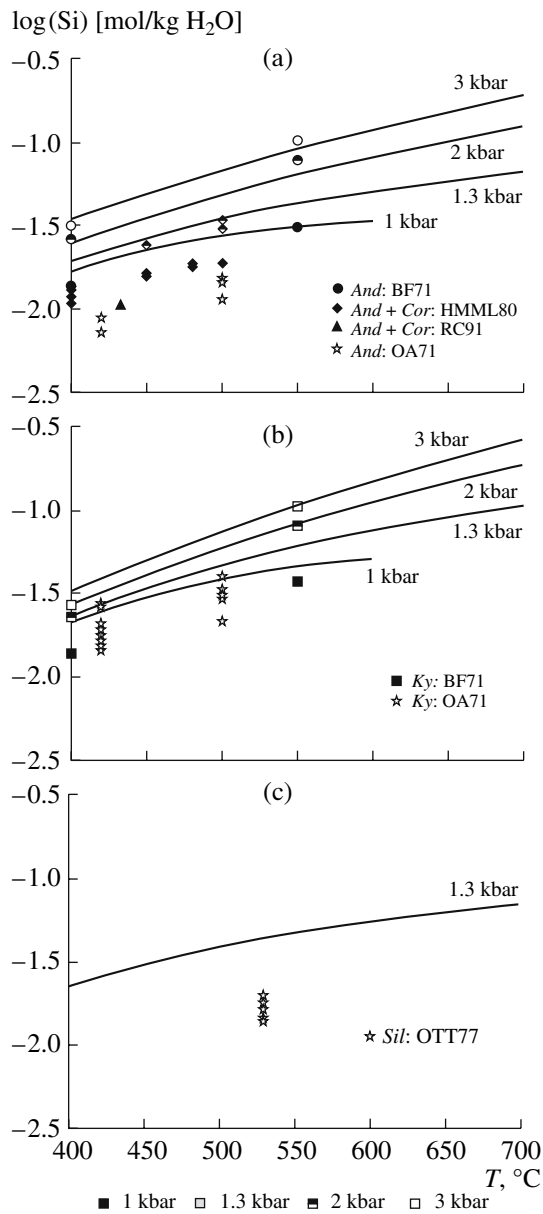 log(Si) [mol/kg H₂O]
−0.5
(a)
3 kbar
−1.0
2 kbar
1.3 kbar
−1.5
1 kbar
And: BF71
And + Cor: HMML80
−2.0
And + Cor: RC91
And: OA71
−2.5
−0.5
(b)
3 kbar
−1.0
2 kbar
1.3 kbar
−1.5
1 kbar
Ky: BF71
−2.0
Ky: OA71
−2.5
−0.5
(c)
−1.0
1.3 kbar
−1.5
−2.0
Sil: OTT77
−2.5
400 450 500 550 600 650 700
T, °C
1 kbar 1.3 kbar 2 kbar 3 kbar